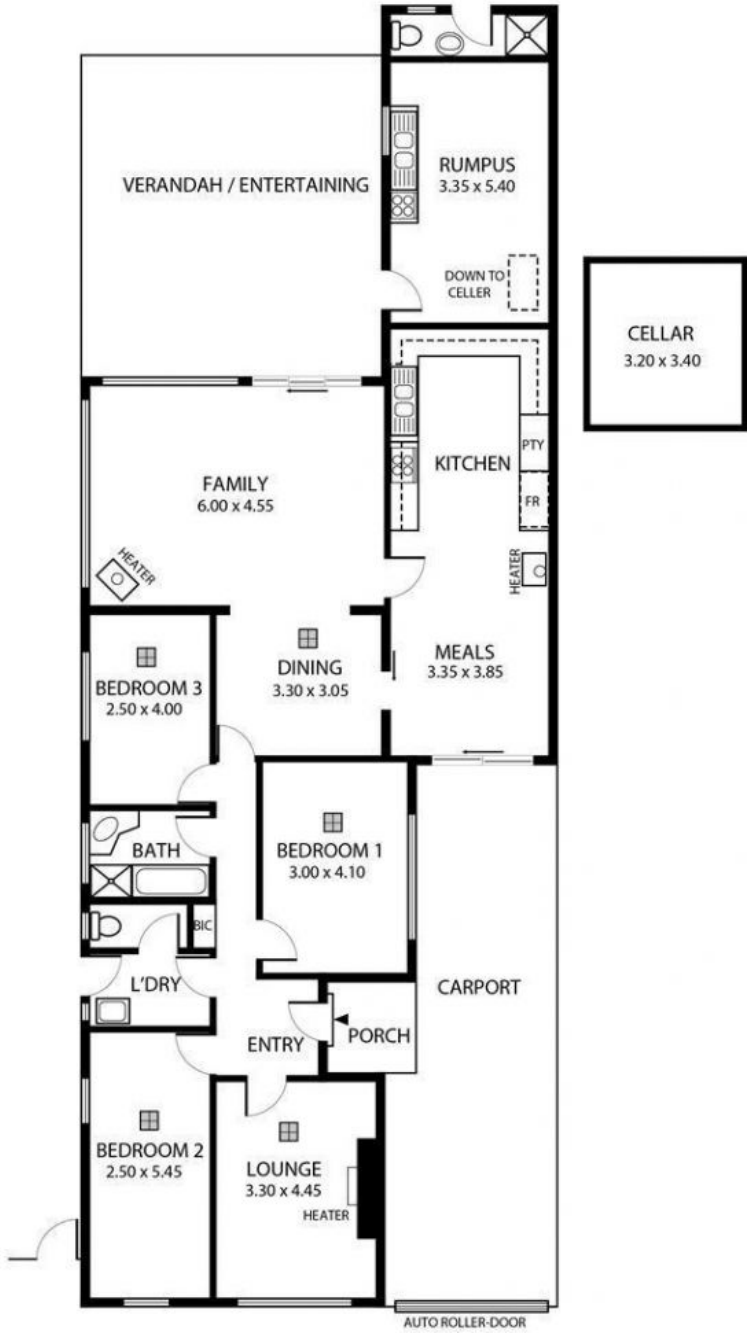 VERANDAH / ENTERTAINING
RUMPUS
3.35 x 5.40
DOWN TO
CELLER
CELLAR
3.20 x 3.40
KITCHEN
PTY
FR
FAMILY
6.00 x 4.55
HEATER
HEATER
MEALS
3.35 x 3.85
DINING
3.30 x 3.05
BEDROOM 3
2.50 x 4.00
BATH
BEDROOM 1
3.00 x 4.10
BIC
L'DRY
CARPORT
ENTRY
PORCH
BEDROOM 2
2.50 x 5.45
LOUNGE
3.30 x 4.45
HEATER
AUTO ROLLER-DOOR